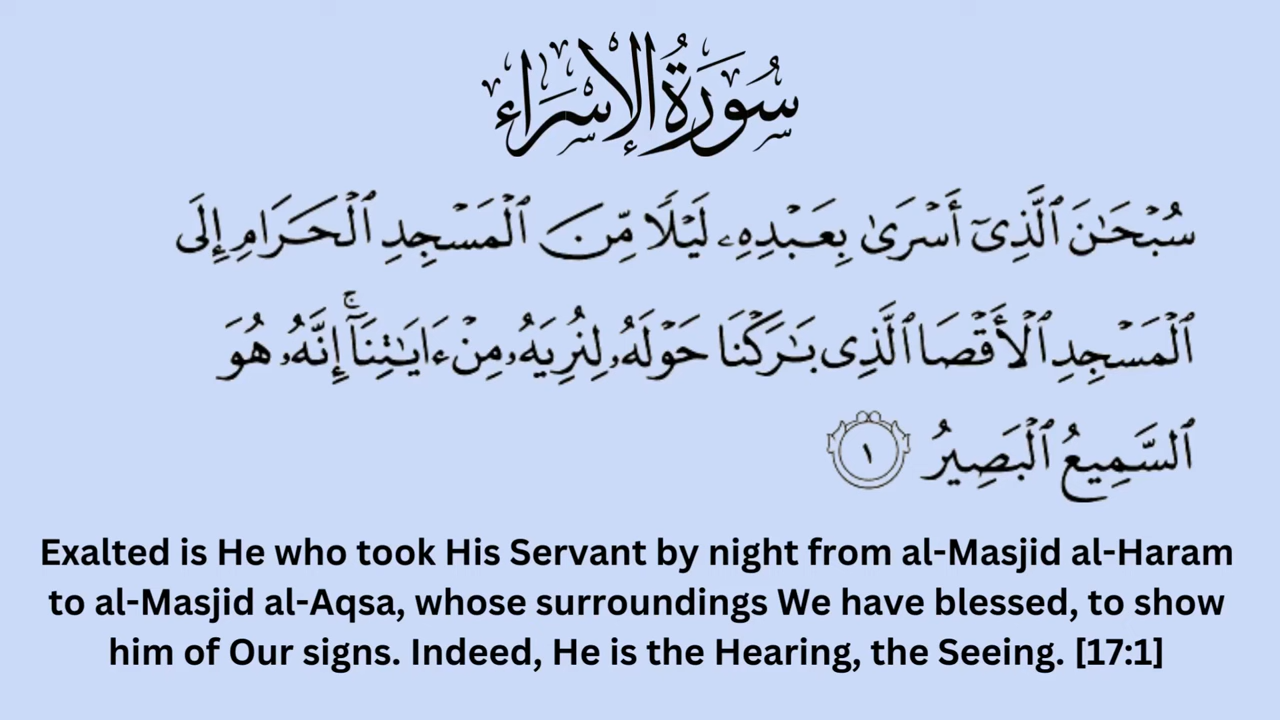 سُورَةُ الإِسْرَاءِ
سُبْحَٰنَ ٱلَّذِىٓ أَسْرَىٰ بِعَبْدِهِۦ لَيْلًا مِّنَ ٱلْمَسْجِدِ ٱلْحَرَامِ إِلَى
ٱلْمَسْجِدِ ٱلْأَقْصَا ٱلَّذِى بَٰرَكْنَا حَوْلَهُۥ لِنُرِيَهُۥ مِنْ ءَايَٰتِنَآ ۚ إِنَّهُۥ هُوَ
ٱلسَّمِيعُ ٱلْبَصِيرُ ١
Exalted is He who took His Servant by night from al-Masjid al-Haram
to al-Masjid al-Aqsa, whose surroundings We have blessed, to show
him of Our signs. Indeed, He is the Hearing, the Seeing. [17:1]